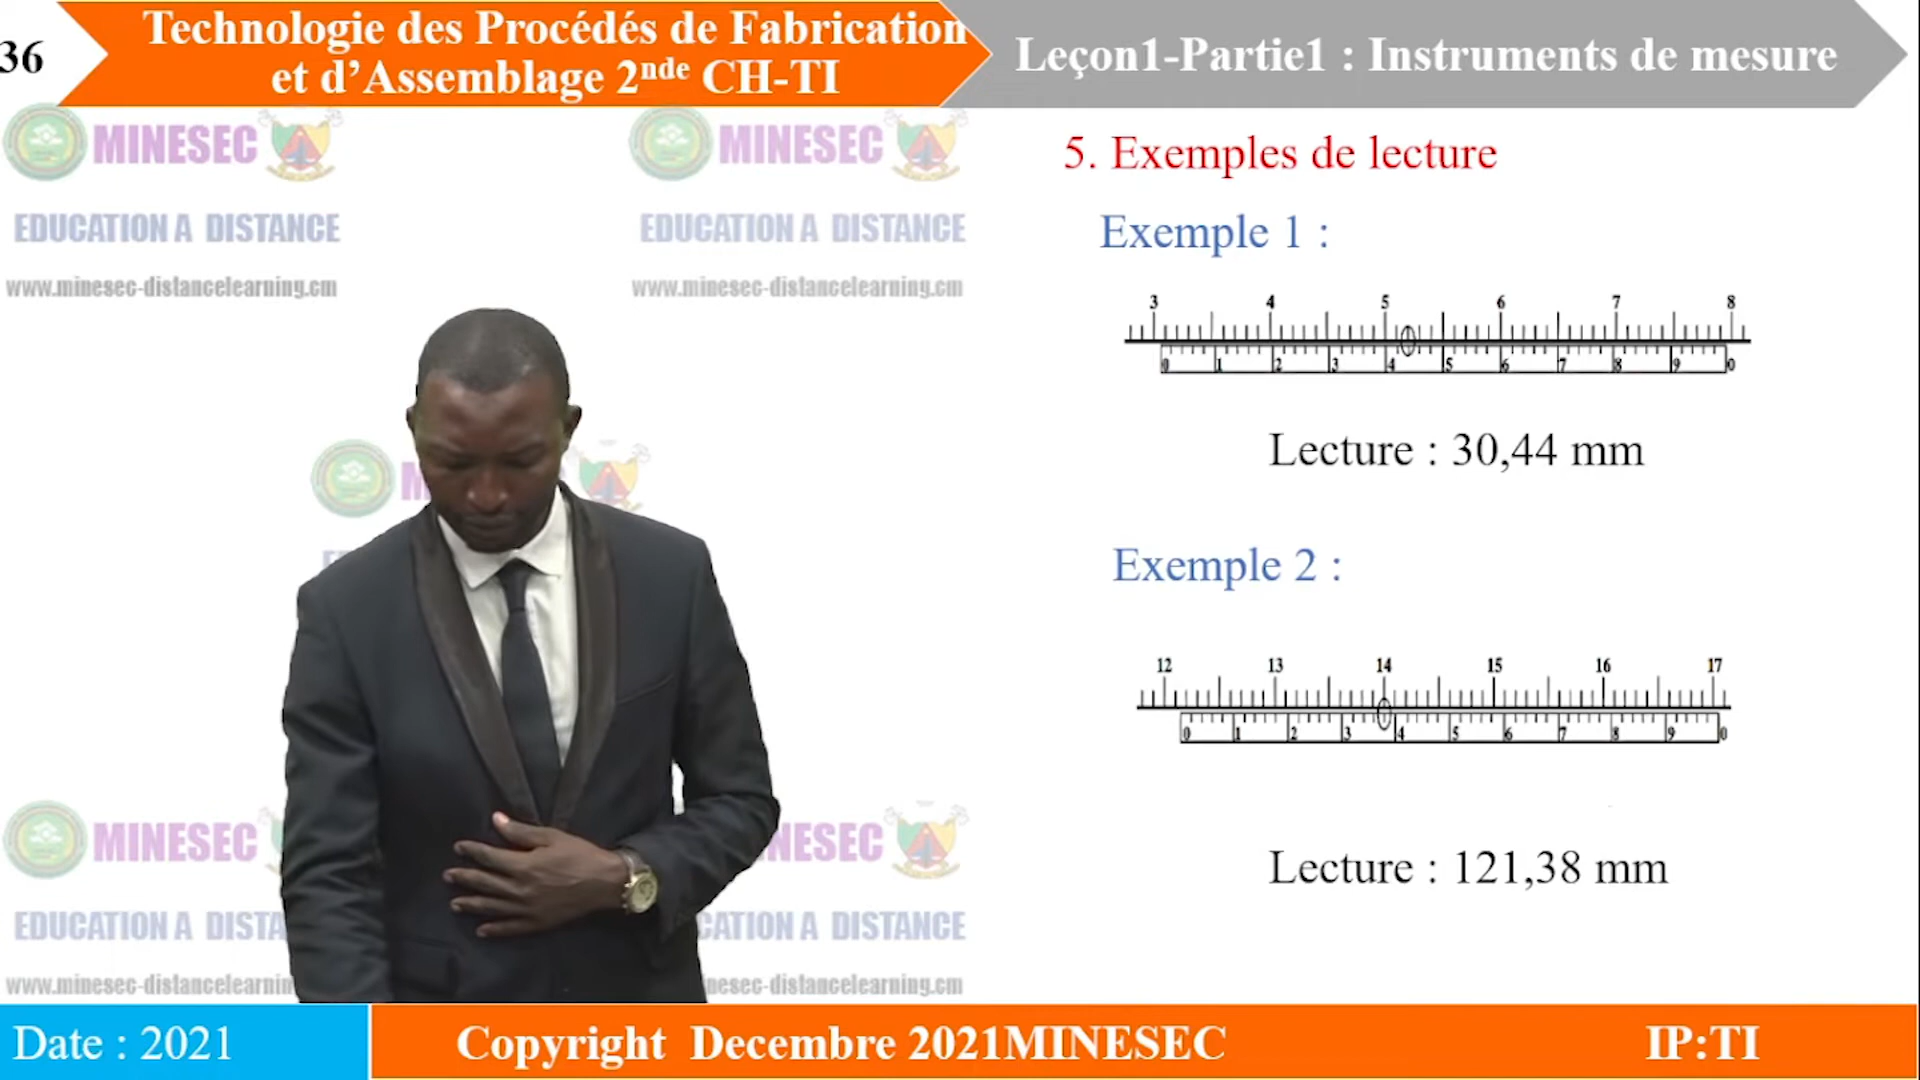 36
Technologie des Procédés de Fabrication
et d'Assemblage 2nde CH-TI
Leçon1-Partie1 : Instruments de mesure
MINESEC
MINESEC
EDUCATION A DISTANCE
EDUCATION A DISTANCE
www.minesec-distancelearning.cm
www.minesec-distancelearning.cm
5. Exemples de lecture
Exemple 1 :
3 4 5 6 7 8
0 1 2 3 4 5 6 7 8 9 0
Lecture : 30,44 mm
Exemple 2 :
12 13 14 15 16 17
0 1 2 3 4 5 6 7 8 9 0
Lecture : 121,38 mm
MINESEC
NESEC
EDUCATION A DISTA
CATION A DISTANCE
www.minesec-distancelearnin
nesec-distancelearning.cm
Date : 2021
Copyright Decembre 2021MINESEC
IP:TI